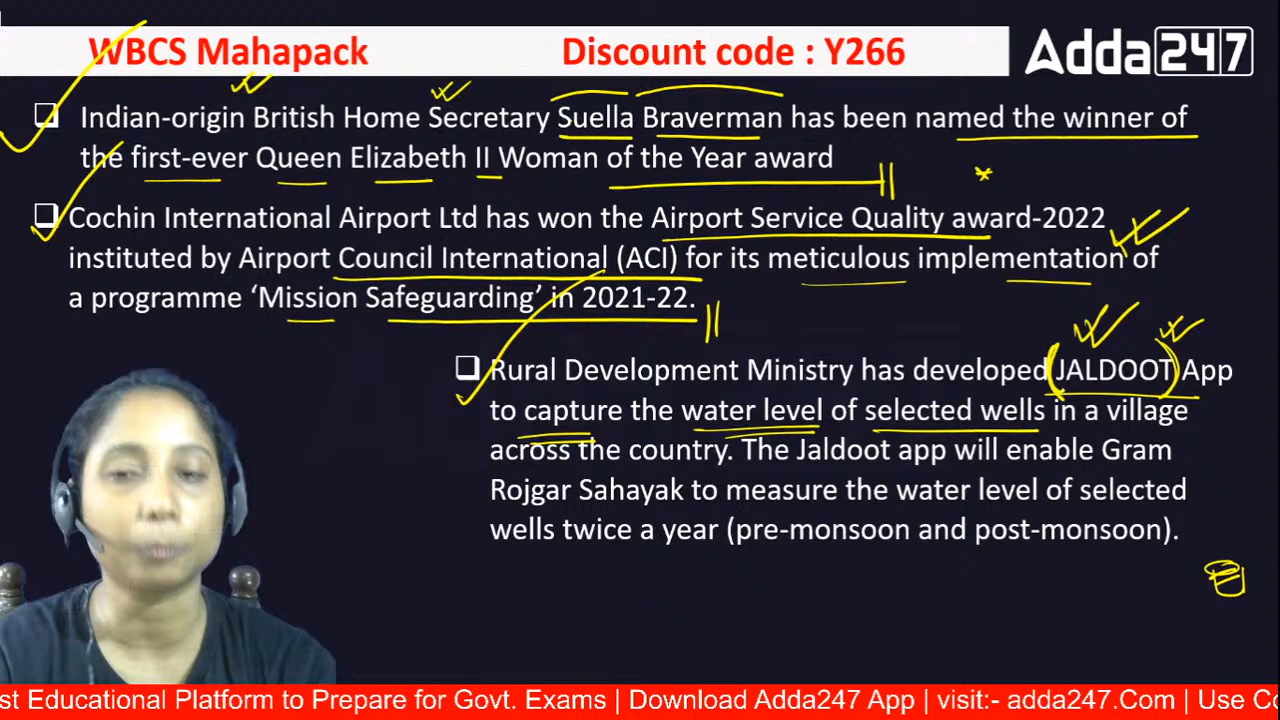 WBCS Mahapack Discount code : Y266 Adda247
Indian-origin British Home Secretary Suella Braverman has been named the winner of
the first-ever Queen Elizabeth II Woman of the Year award
Cochin International Airport Ltd has won the Airport Service Quality award-2022
instituted by Airport Council International (ACI) for its meticulous implementation of
a programme ‘Mission Safeguarding’ in 2021-22.
Rural Development Ministry has developed JALDOOT App
to capture the water level of selected wells in a village
across the country. The Jaldoot app will enable Gram
Rojgar Sahayak to measure the water level of selected
wells twice a year (pre-monsoon and post-monsoon).
st Educational Platform to Prepare for Govt. Exams | Download Adda247 App | visit:- adda247.Com | Use Co